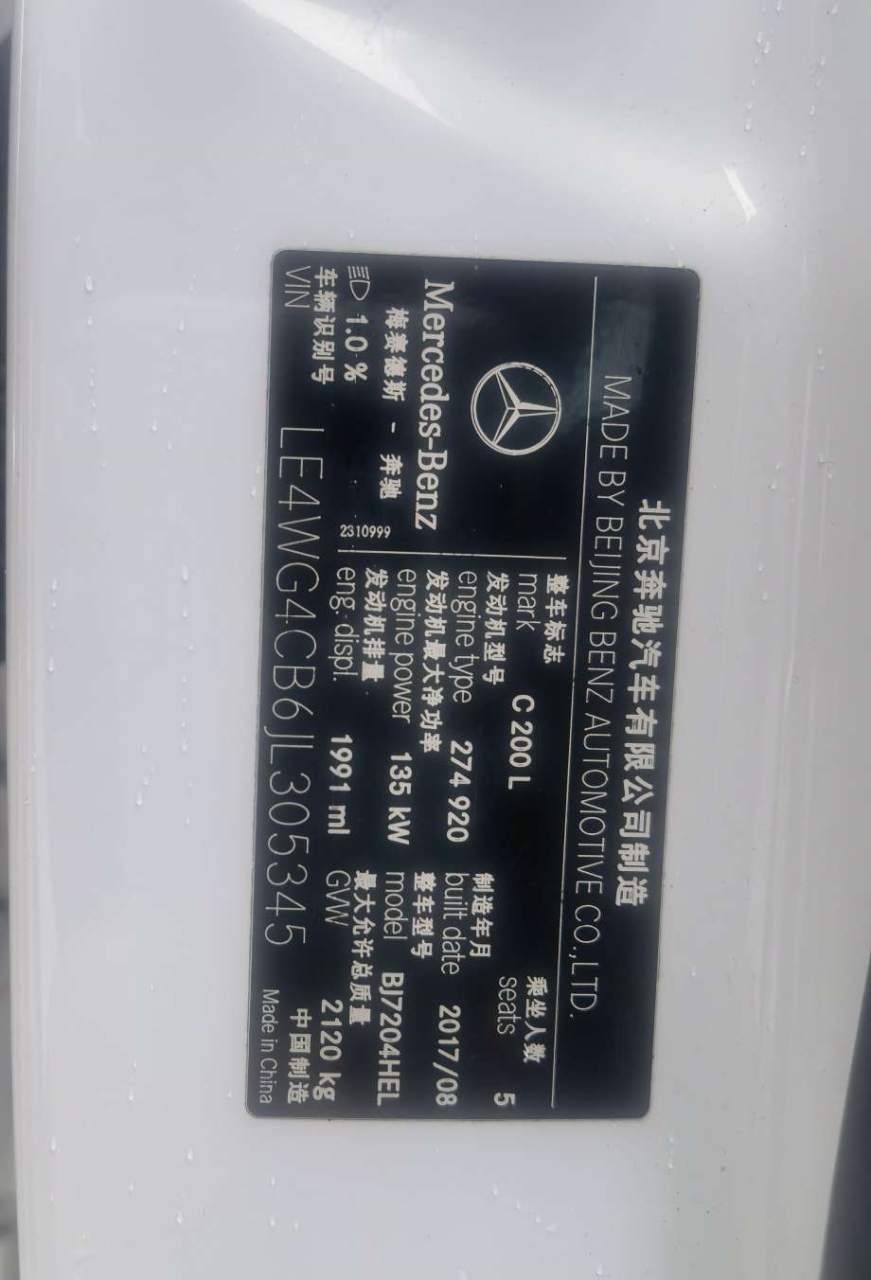 北京奔驰汽车有限公司制造
MADE BY BEIJING BENZ AUTOMOTIVE CO.,LTD.
Mercedes-Benz
梅赛德斯 - 奔驰
1.0 %
2310999
整车标志
mark C 200 L
乘坐人数
seats 5
发动机型号
engine type 274 920
制造年月
built date 2017/08
发动机最大净功率
engine power 135 kW
整车型号
model BJ7204HEL
发动机排量
eng. displ. 1991 ml
最大允许总质量
GVW 2120 kg
车辆识别号
VIN LE4WG4CB6JL305345
中国制造
Made in China